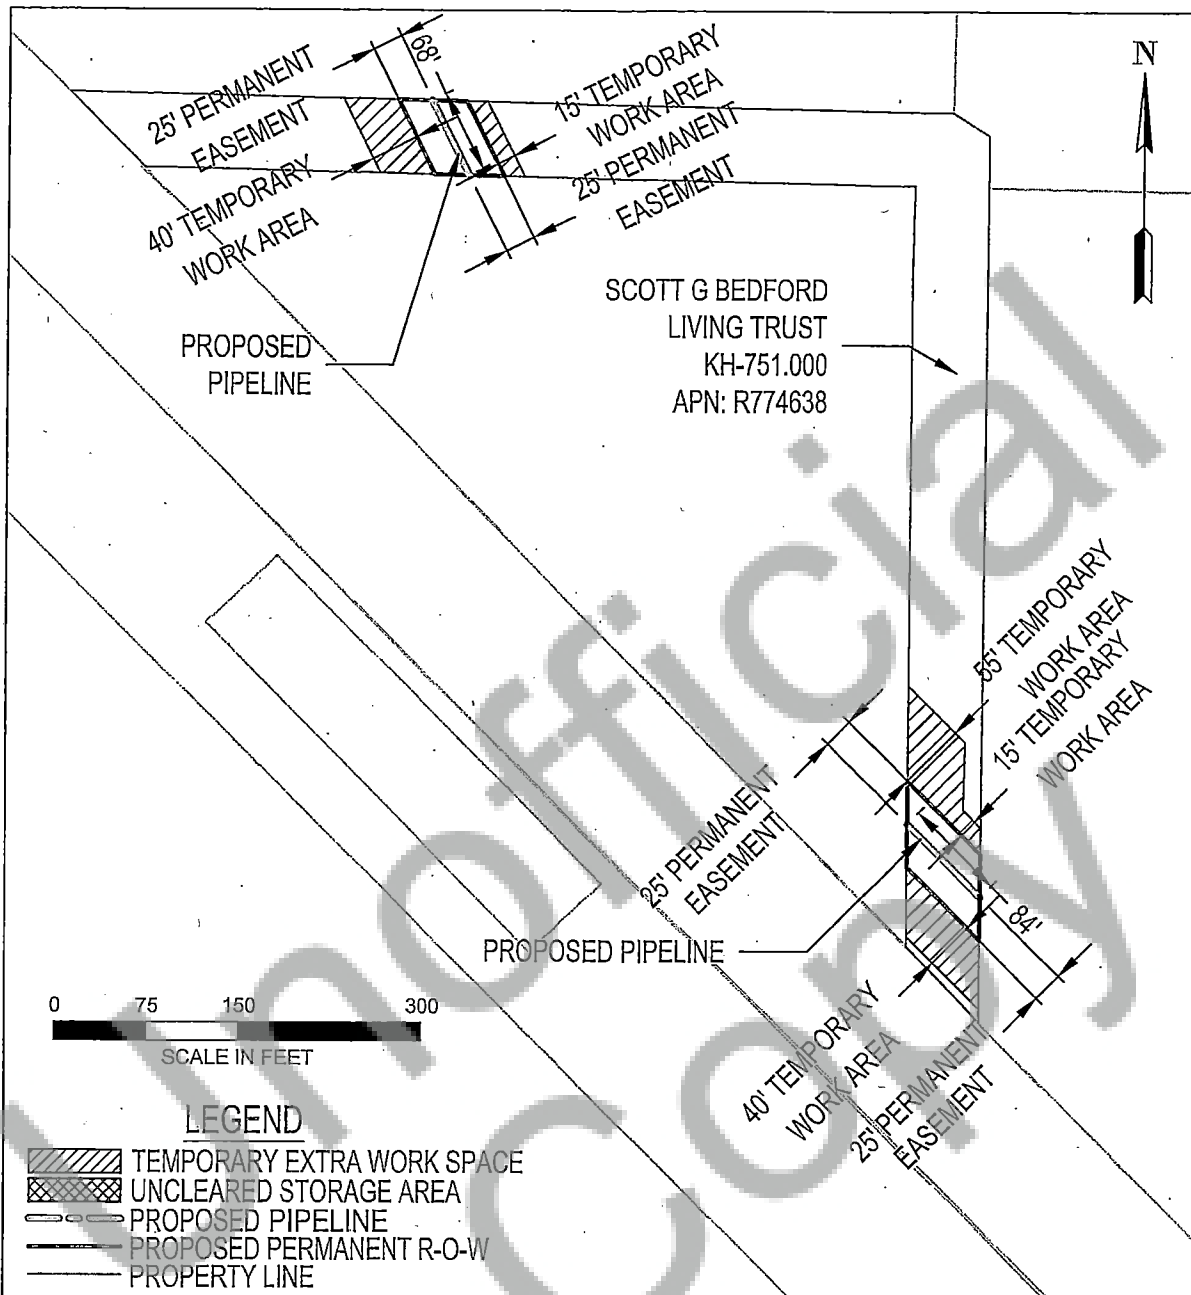 N
68'
25' PERMANENT
EASEMENT
40' TEMPORARY
WORK AREA
15' TEMPORARY
WORK AREA
25' PERMANENT
EASEMENT
PROPOSED
PIPELINE
SCOTT G BEDFORD
LIVING TRUST
KH-751.000
APN: R774638
55' TEMPORARY
WORK AREA
15' TEMPORARY
WORK AREA
25' PERMANENT
EASEMENT
PROPOSED PIPELINE
84'
40' TEMPORARY
WORK AREA
25' PERMANENT
EASEMENT
0 75 150 300
SCALE IN FEET
LEGEND
TEMPORARY EXTRA WORK SPACE
UNCLEARED STORAGE AREA
PROPOSED PIPELINE
PROPOSED PERMANENT R-O-W
PROPERTY LINE
Unofficial
Copy